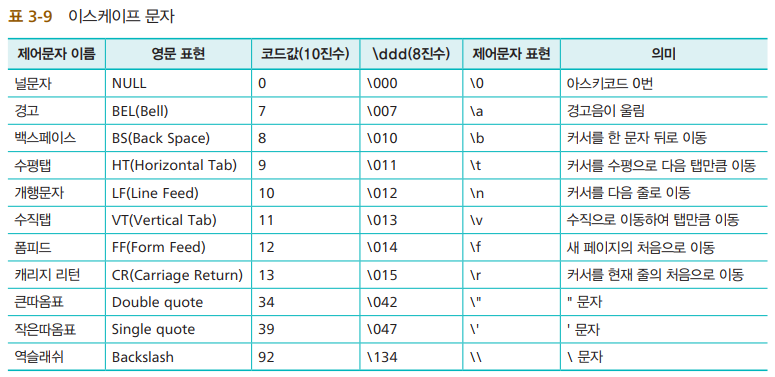 표 3-9 이스케이프 문자
제어문자 이름 영문 표현 코드값(10진수) \ddd(8진수) 제어문자 표현 의미
널문자 NULL 0 \000 \0 아스키코드 0번
경고 BEL(Bell) 7 \007 \a 경고음이 울림
백스페이스 BS(Back Space) 8 \010 \b 커서를 한 문자 뒤로 이동
수평탭 HT(Horizontal Tab) 9 \011 \t 커서를 수평으로 다음 탭만큼 이동
개행문자 LF(Line Feed) 10 \012 \n 커서를 다음 줄로 이동
수직탭 VT(Vertical Tab) 11 \013 \v 수직으로 이동하여 탭만큼 이동
폼피드 FF(Form Feed) 12 \014 \f 새 페이지의 처음으로 이동
캐리지 리턴 CR(Carriage Return) 13 \015 \r 커서를 현재 줄의 처음으로 이동
큰따옴표 Double quote 34 \042 \" " 문자
작은따옴표 Single quote 39 \047 \' ' 문자
역슬래쉬 Backslash 92 \134 \\ \ 문자